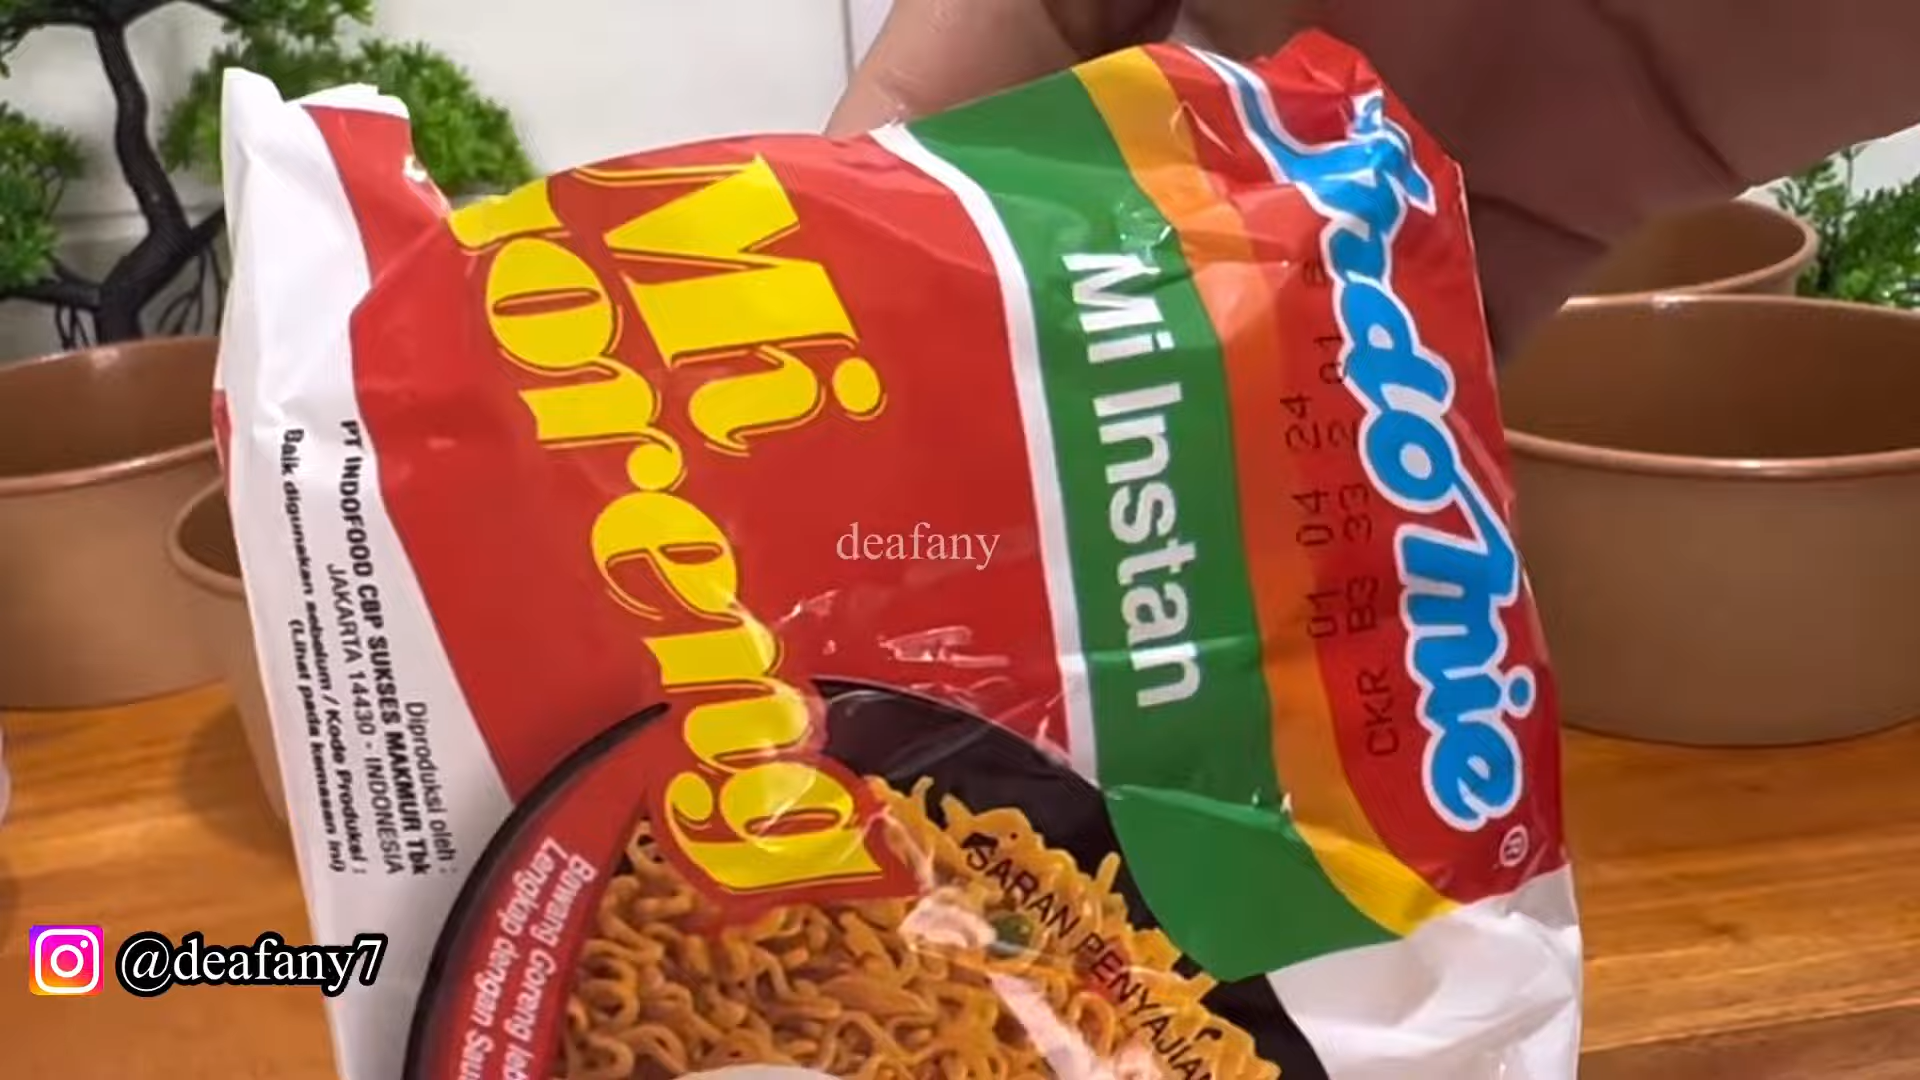 Indomie®
Mi Instan
Mi
Goreng
01 04 24
B3 33 2 01
CKR
SARAN PENYAJIAN
Bawang Goreng
Lengkap dengan
Diproduksi oleh :
PT INDOFOOD CBP SUKSES MAKMUR Tbk
JAKARTA 14430 - INDONESIA
Baik digunakan sebelum / Kode Produksi :
(Lihat pada kemasan ini)
deafany
@deafany7